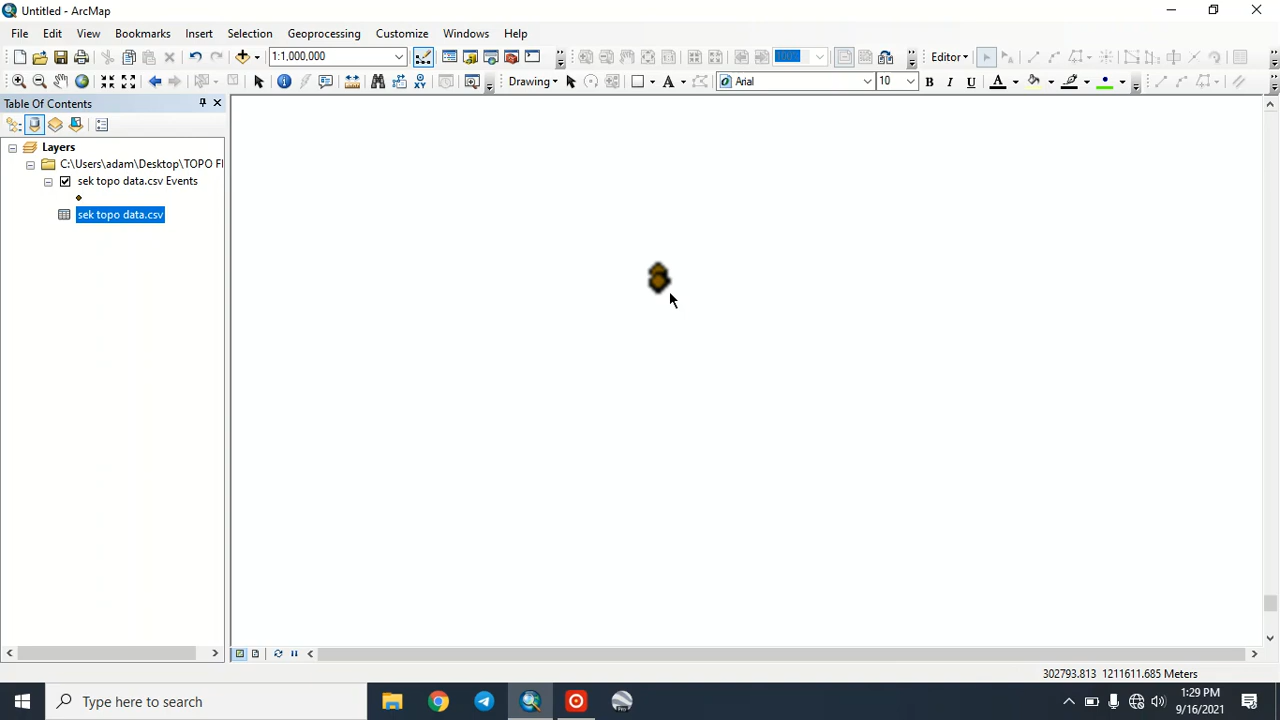 Untitled - ArcMap
File Edit View Bookmarks Insert Selection Geoprocessing Customize Windows Help
1:1,000,000 Editor
Drawing Arial 10 B I U A
Table Of Contents
Layers
C:\Users\adam\Desktop\TOPO FI
sek topo data.csv Events
sek topo data.csv
302793.813 1211611.685 Meters
Type here to search
1:29 PM
9/16/2021